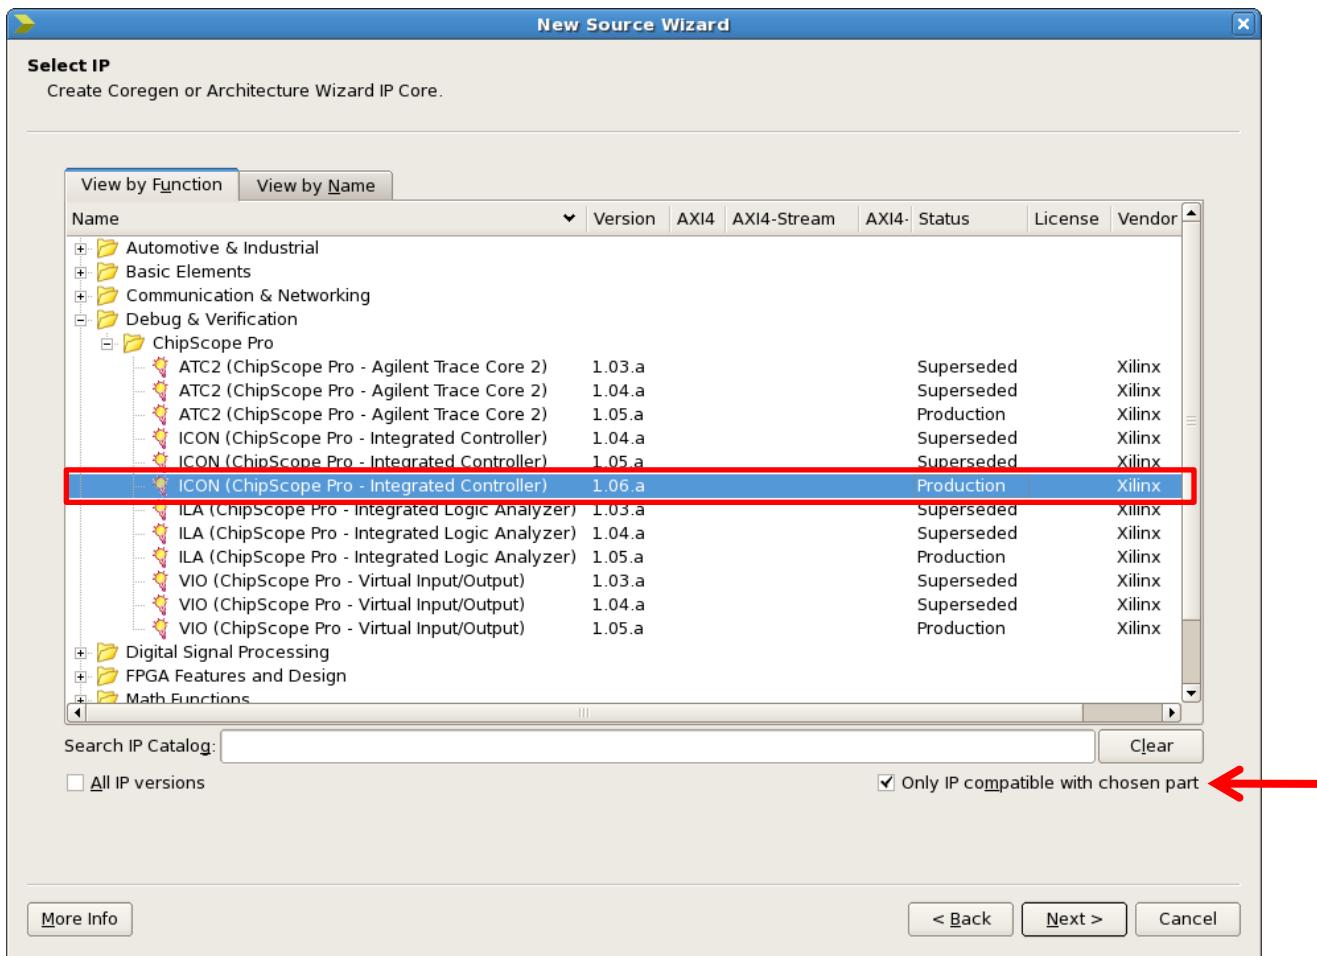 New Source Wizard
Select IP
Create Coregen or Architecture Wizard IP Core.
View by Function View by Name
Name Version AXI4 AXI4-Stream AXI4- Status License Vendor
Automotive & Industrial
Basic Elements
Communication & Networking
Debug & Verification
ChipScope Pro
ATC2 (ChipScope Pro - Agilent Trace Core 2) 1.03.a Superseded Xilinx
ATC2 (ChipScope Pro - Agilent Trace Core 2) 1.04.a Superseded Xilinx
ATC2 (ChipScope Pro - Agilent Trace Core 2) 1.05.a Production Xilinx
ICON (ChipScope Pro - Integrated Controller) 1.04.a Superseded Xilinx
ICON (ChipScope Pro - Integrated Controller) 1.05.a Superseded Xilinx
ICON (ChipScope Pro - Integrated Controller) 1.06.a Production Xilinx
ILA (ChipScope Pro - Integrated Logic Analyzer) 1.03.a Superseded Xilinx
ILA (ChipScope Pro - Integrated Logic Analyzer) 1.04.a Superseded Xilinx
ILA (ChipScope Pro - Integrated Logic Analyzer) 1.05.a Production Xilinx
VIO (ChipScope Pro - Virtual Input/Output) 1.03.a Superseded Xilinx
VIO (ChipScope Pro - Virtual Input/Output) 1.04.a Superseded Xilinx
VIO (ChipScope Pro - Virtual Input/Output) 1.05.a Production Xilinx
Digital Signal Processing
FPGA Features and Design
Math Functions
Search IP Catalog: Clear
All IP versions Only IP compatible with chosen part
More Info < Back Next > Cancel